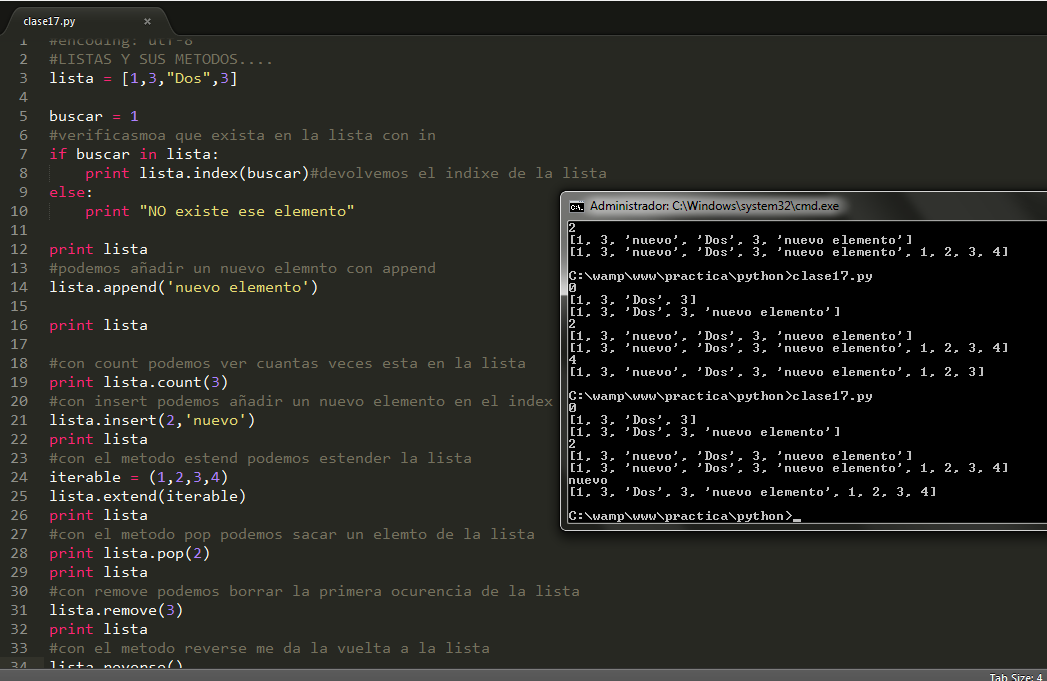 clase17.py ×
1 #encoding: utf-8
2 #LISTAS Y SUS METODOS....
3 lista = [1,3,"Dos",3]
4
5 buscar = 1
6 #verificasmoa que exista en la lista con in
7 if buscar in lista:
8 print lista.index(buscar)#devolvemos el indixe de la lista
9 else:
10 print "NO existe ese elemento"
11
12 print lista
13 #podemos añadir un nuevo elemnto con append
14 lista.append('nuevo elemento')
15
16 print lista
17
18 #con count podemos ver cuantas veces esta en la lista
19 print lista.count(3)
20 #con insert podemos añadir un nuevo elemento en el index
21 lista.insert(2,'nuevo')
22 print lista
23 #con el metodo estend podemos estender la lista
24 iterable = (1,2,3,4)
25 lista.extend(iterable)
26 print lista
27 #con el metodo pop podemos sacar un elemto de la lista
28 print lista.pop(2)
29 print lista
30 #con remove podemos borrar la primera ocurencia de la lista
31 lista.remove(3)
32 print lista
33 #con el metodo reverse me da la vuelta a la lista
34 lista.reverse()
Administrador: C:\Windows\system32\cmd.exe
2
[1, 3, 'nuevo', 'Dos', 3, 'nuevo elemento']
[1, 3, 'nuevo', 'Dos', 3, 'nuevo elemento', 1, 2, 3, 4]
C:\wamp\www\practica\python>clase17.py
0
[1, 3, 'Dos', 3]
[1, 3, 'Dos', 3, 'nuevo elemento']
2
[1, 3, 'nuevo', 'Dos', 3, 'nuevo elemento']
[1, 3, 'nuevo', 'Dos', 3, 'nuevo elemento', 1, 2, 3, 4]
4
[1, 3, 'nuevo', 'Dos', 3, 'nuevo elemento', 1, 2, 3]
C:\wamp\www\practica\python>clase17.py
0
[1, 3, 'Dos', 3]
[1, 3, 'Dos', 3, 'nuevo elemento']
2
[1, 3, 'nuevo', 'Dos', 3, 'nuevo elemento']
[1, 3, 'nuevo', 'Dos', 3, 'nuevo elemento', 1, 2, 3, 4]
nuevo
[1, 3, 'Dos', 3, 'nuevo elemento', 1, 2, 3, 4]
C:\wamp\www\practica\python>_
Tab Size: 4